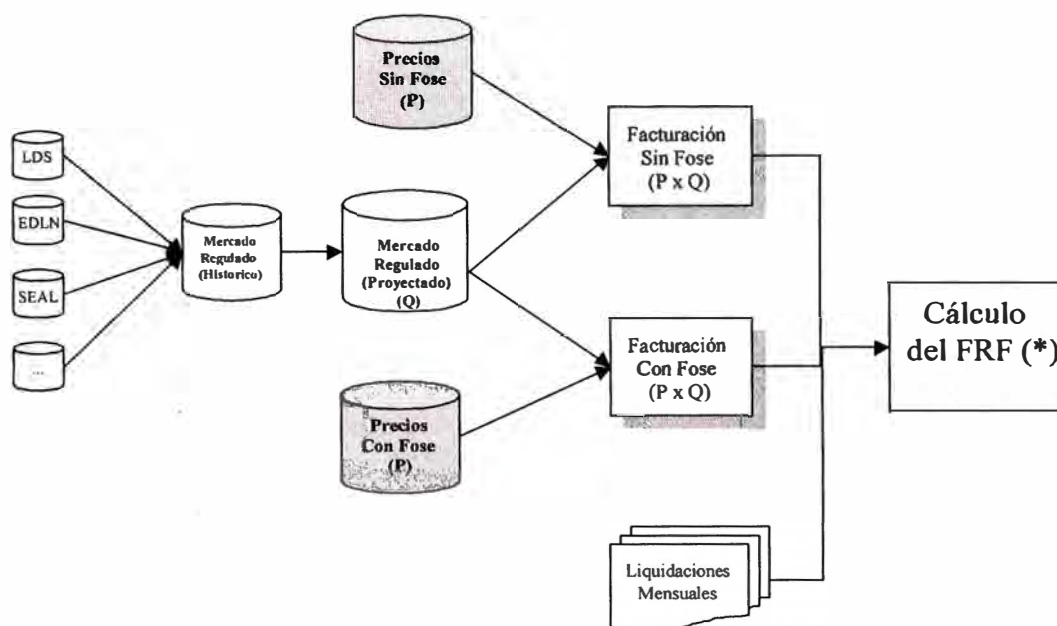 Precios
Sin Fose
(P)
Facturación
Sin Fose
(P x Q)
LDS
EDLN
SEAL
...
Mercado
Regulado
(Historico)
Mercado
Regulado
(Proyectado)
(Q)
Facturación
Con Fose
(P x Q)
Cálculo
del FRF (*)
Precios
Con Fose
(P)
Liquidaciones
Mensuales